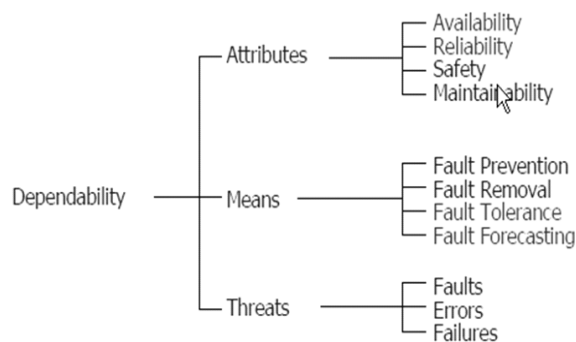 Availability
Attributes
Reliability
Safety
Maintainability
Dependability
Means
Fault Prevention
Fault Removal
Fault Tolerance
Fault Forecasting
Threats
Faults
Errors
Failures